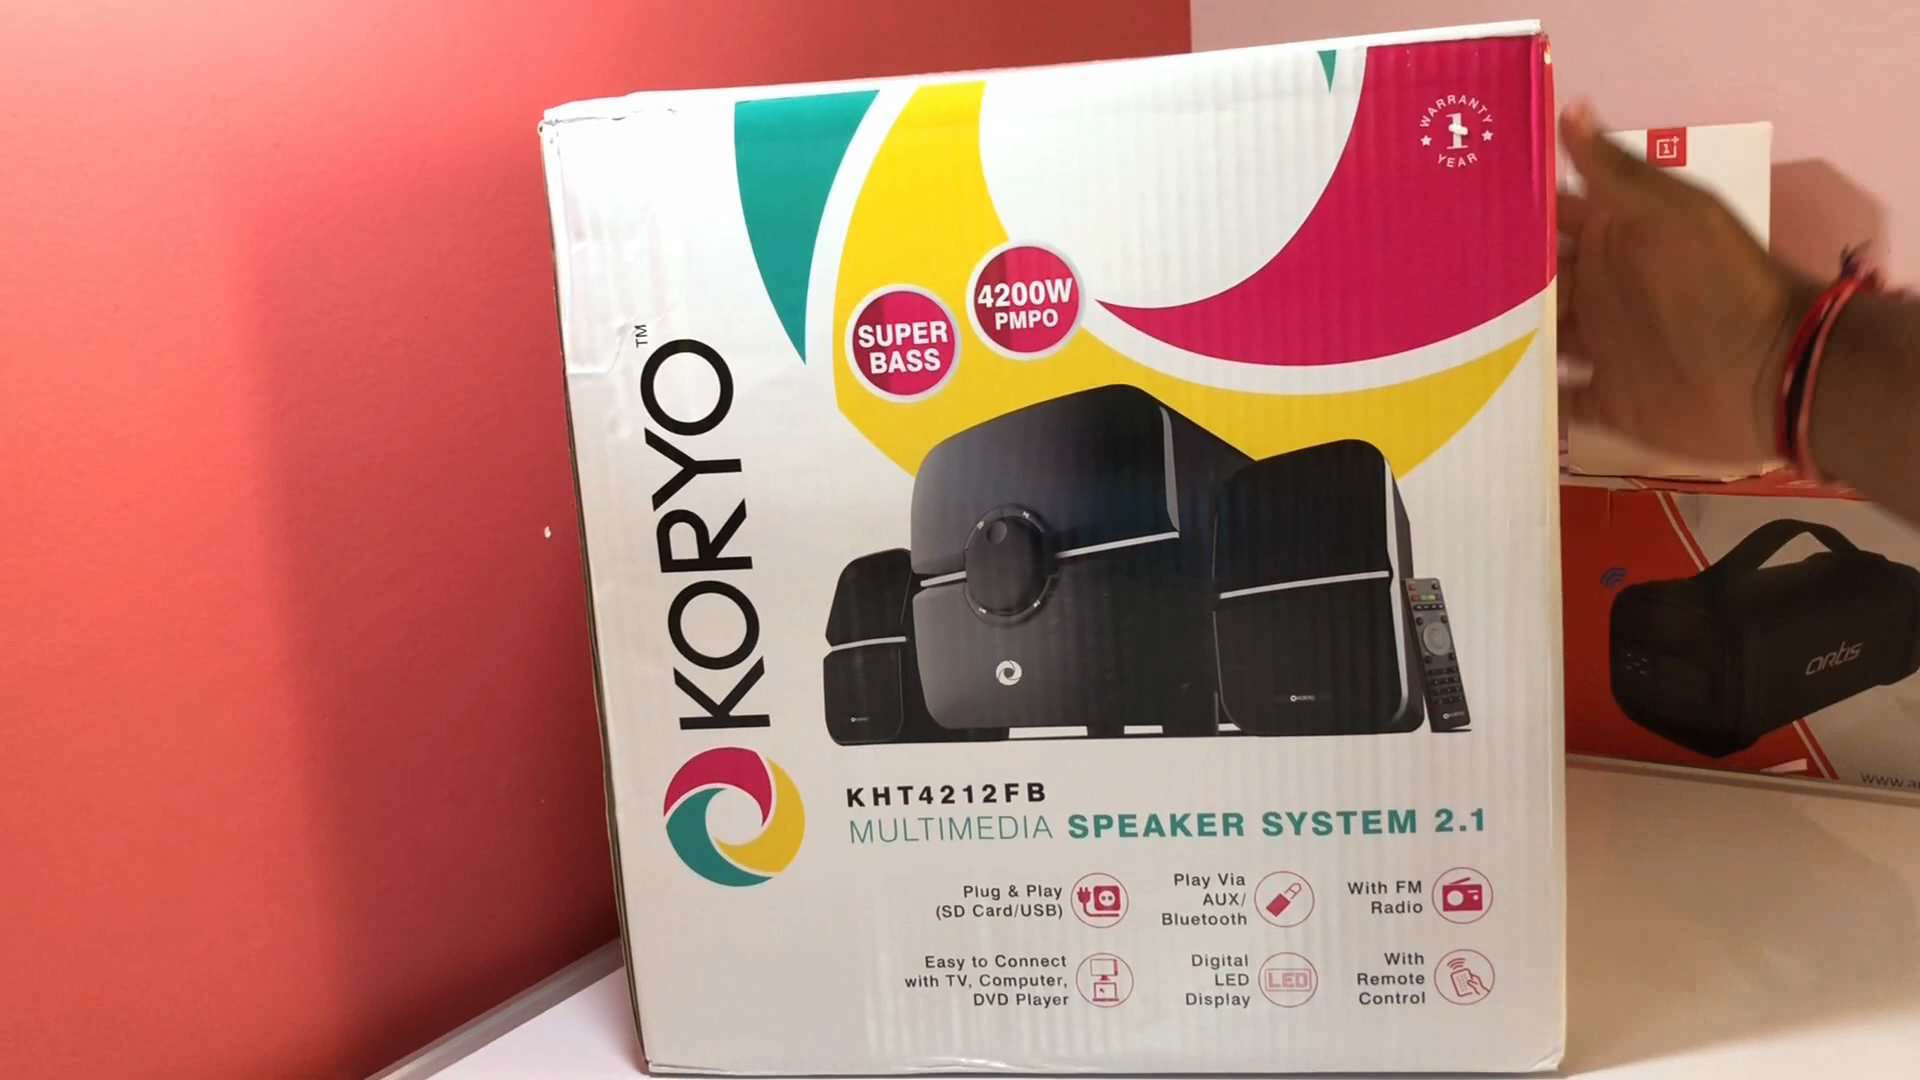 WARRANTY
1
YEAR
4200W
PMPO
SUPER
BASS
KORYO™
KHT4212FB
MULTIMEDIA SPEAKER SYSTEM 2.1
Plug & Play
(SD Card/USB)
Play Via
AUX/
Bluetooth
With FM
Radio
Easy to Connect
with TV, Computer,
DVD Player
Digital
LED
Display
LED
With
Remote
Control
1+
artis
www.a